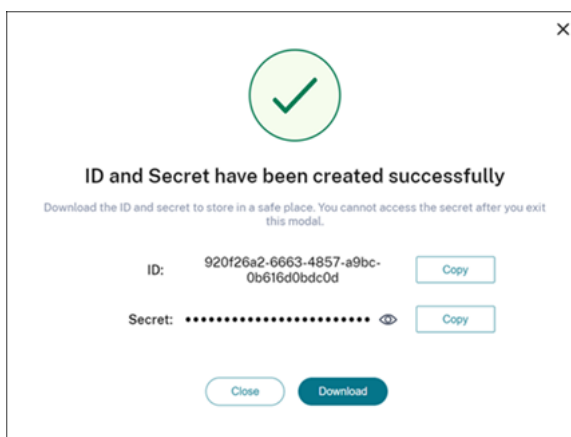 ID and Secret have been created successfully
Download the ID and secret to store in a safe place. You cannot access the secret after you exit
this modal.
ID: 920f26a2-6663-4857-a9bc-
0b616d0bdc0d
Copy
Secret: ••••••••••••••••••••••••
Copy
Close Download